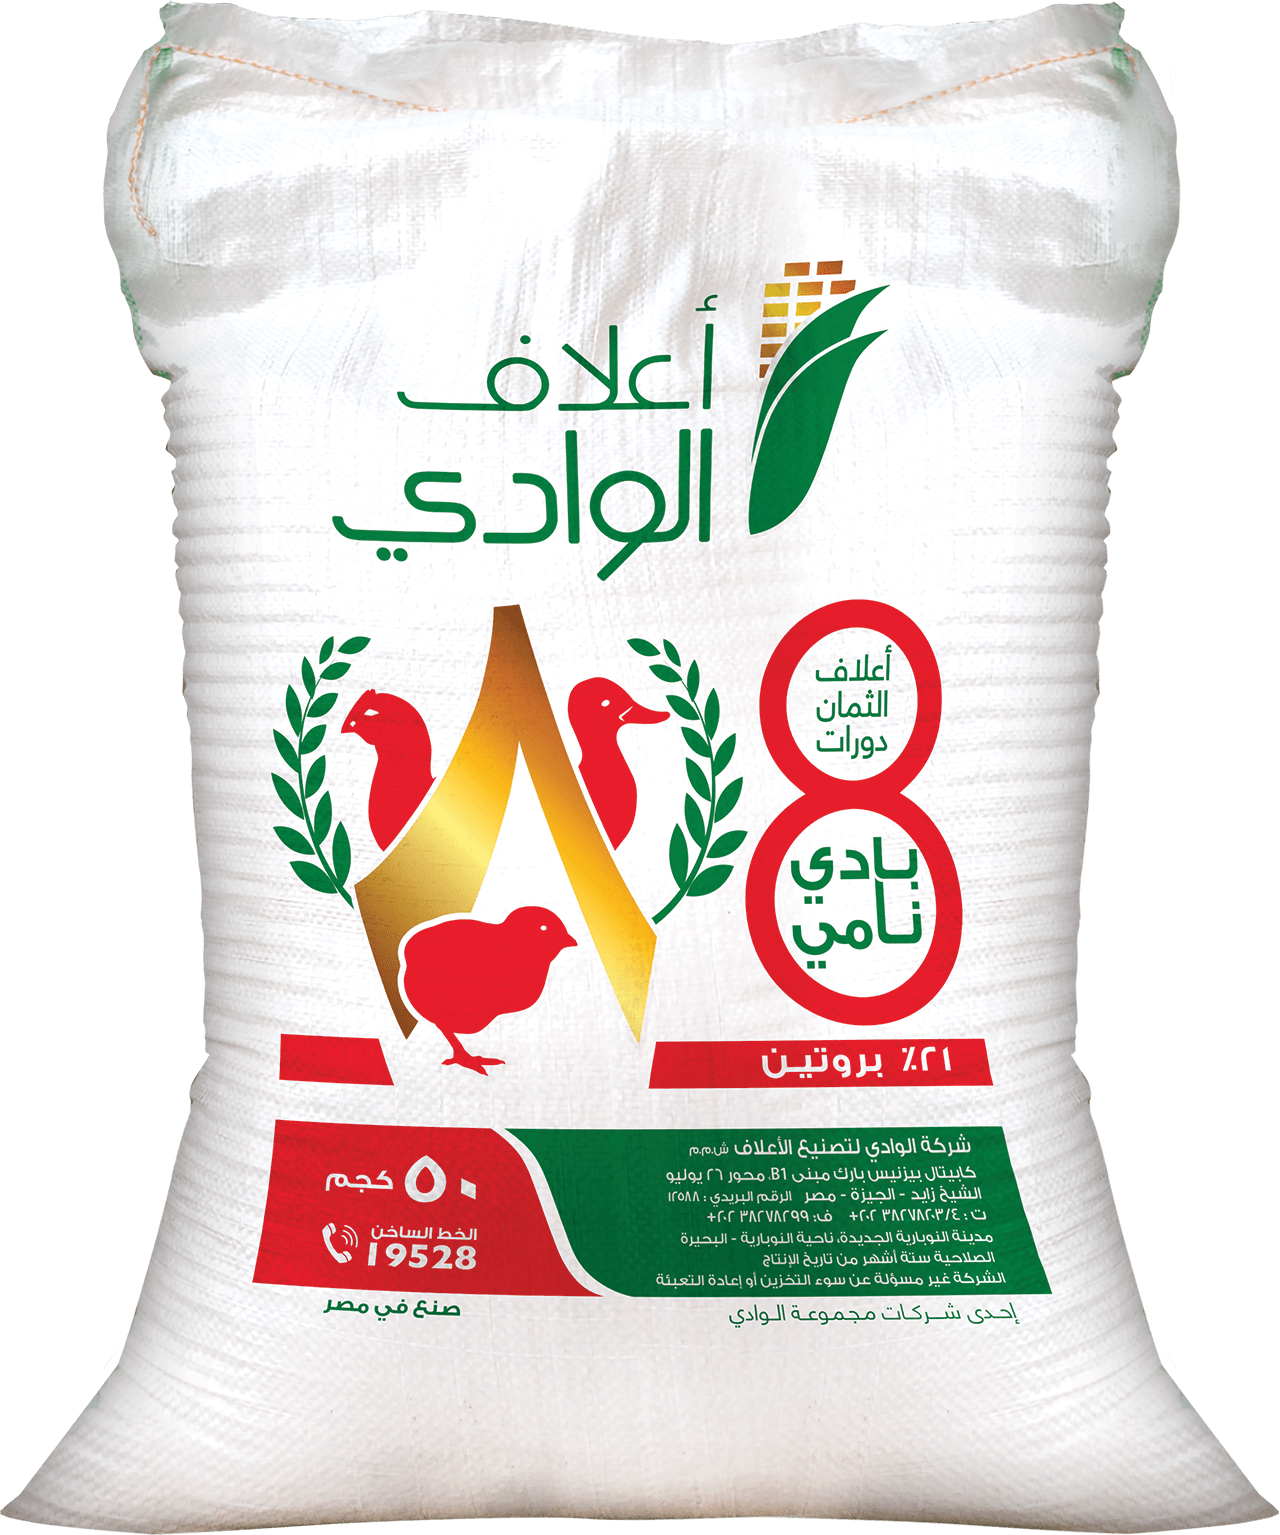 أعلاف
الوادي
٨
8
أعلاف
الثمان
دورات
بادي
نامي
٢١٪ بروتين
شركة الوادي لتصنيع الأعلاف ش.م.م
كابيتال بيزنيس بارك مبنى B1، محور ٢٦ يوليو
الشيخ زايد - الجيزة - مصر الرقم البريدي : ١٢٥٨٨
ت : ٣٨٢٧٨٢٠٣/٤ ٢٠٢+ ف: ٣٨٢٧٨٢٩٩ ٢٠٢+
مدينة النوبارية الجديدة، ناحية النوبارية - البحيرة
الصلاحية ستة أشهر من تاريخ الإنتاج
الشركة غير مسؤلة عن سوء التخزين أو إعادة التعبئة
إحدى شركات مجموعة الوادي
٥٠ كجم
الخط الساخن
19528
صنع في مصر